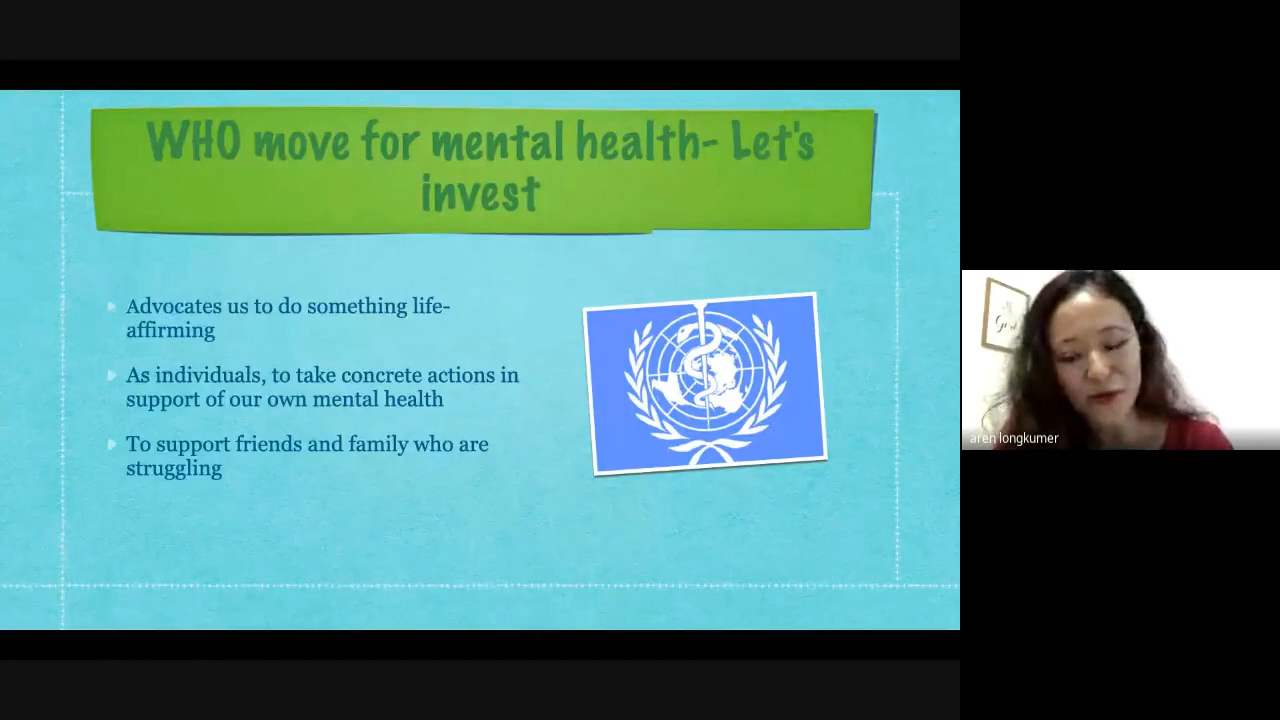 WHO move for mental health- Let's
invest
Advocates us to do something life-
affirming
As individuals, to take concrete actions in
support of our own mental health
To support friends and family who are
struggling
God
aren longkumer